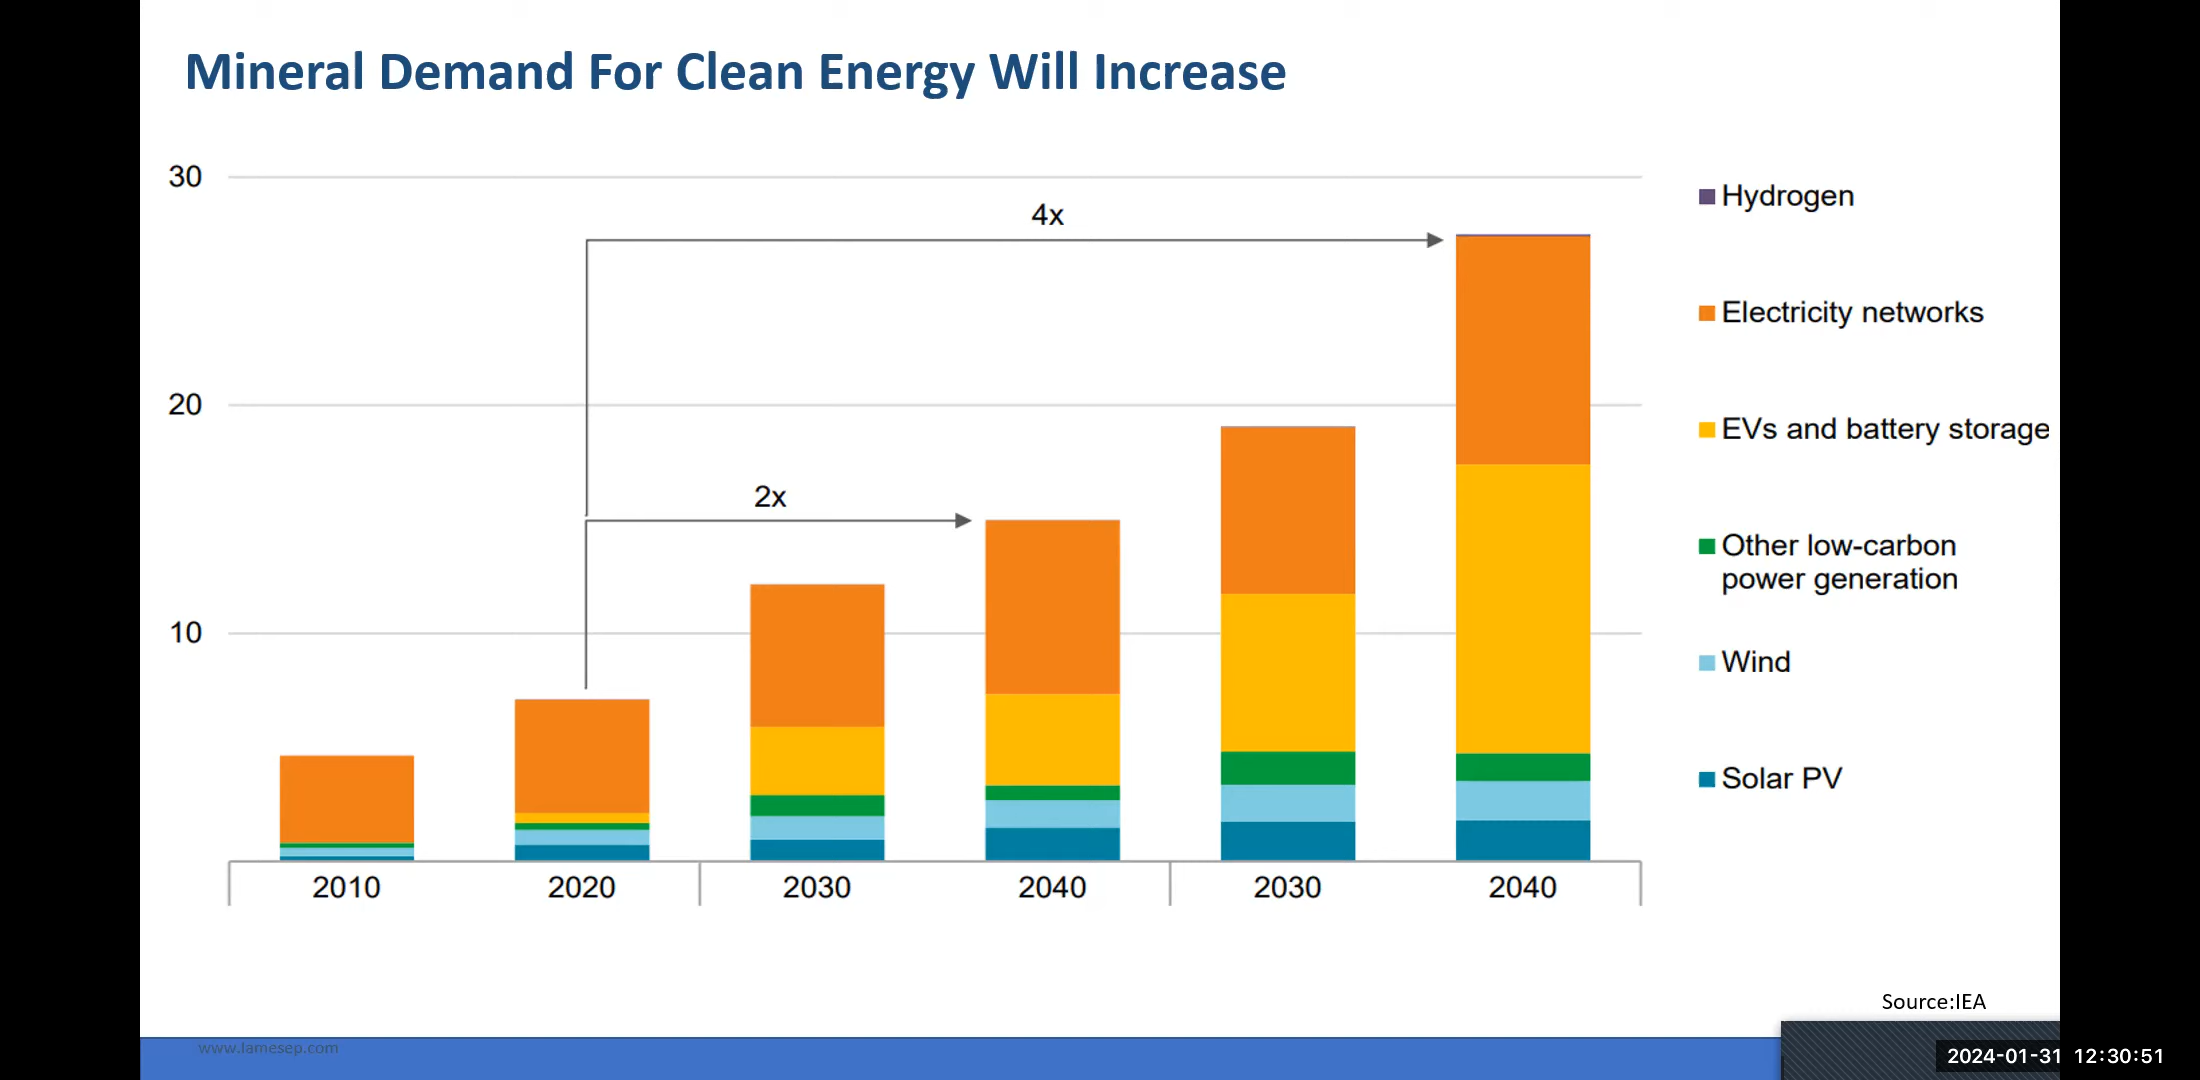 Mineral Demand For Clean Energy Will Increase
30
4x
Hydrogen
Electricity networks
20
EVs and battery storage
2x
Other low-carbon
power generation
10
Wind
Solar PV
2010 2020 2030 2040 2030 2040
Source:IEA
www.lamesep.com
2024-01-31 12:30:51